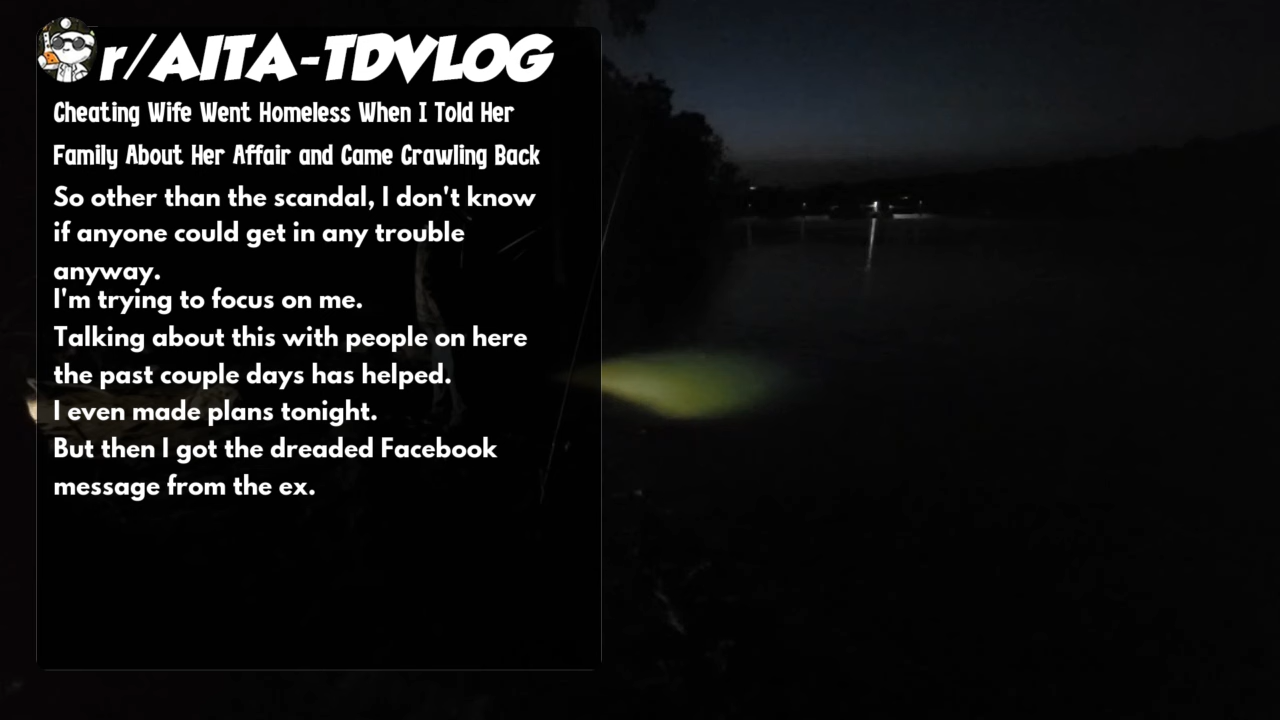 r/AITA-TDVLOG
Cheating Wife Went Homeless When I Told Her
Family About Her Affair and Came Crawling Back
So other than the scandal, I don't know
if anyone could get in any trouble
anyway.
I'm trying to focus on me.
Talking about this with people on here
the past couple days has helped.
I even made plans tonight.
But then I got the dreaded Facebook
message from the ex.